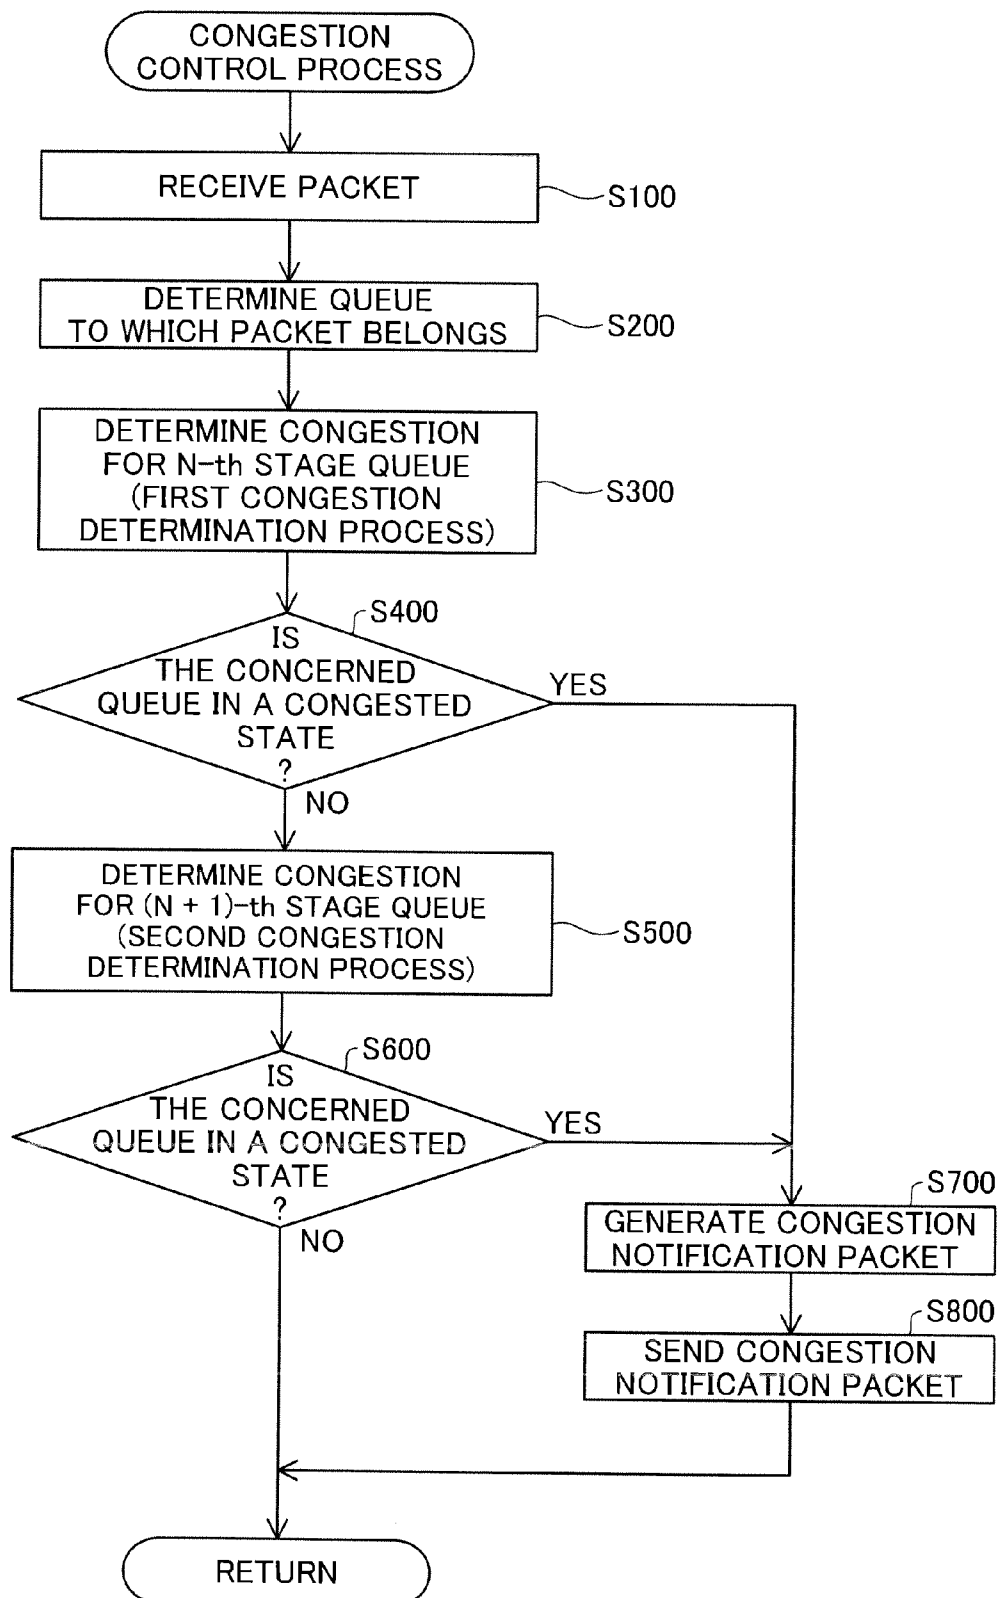 CONGESTION
CONTROL PROCESS
RECEIVE PACKET
S100
DETERMINE QUEUE
TO WHICH PACKET BELONGS
S200
DETERMINE CONGESTION
FOR N-th STAGE QUEUE
(FIRST CONGESTION
DETERMINATION PROCESS)
S300
S400
IS
THE CONCERNED
QUEUE IN A CONGESTED
STATE
?
YES
NO
DETERMINE CONGESTION
FOR (N + 1)-th STAGE QUEUE
(SECOND CONGESTION
DETERMINATION PROCESS)
S500
S600
IS
THE CONCERNED
QUEUE IN A CONGESTED
STATE
?
YES
NO
S700
GENERATE CONGESTION
NOTIFICATION PACKET
S800
SEND CONGESTION
NOTIFICATION PACKET
RETURN